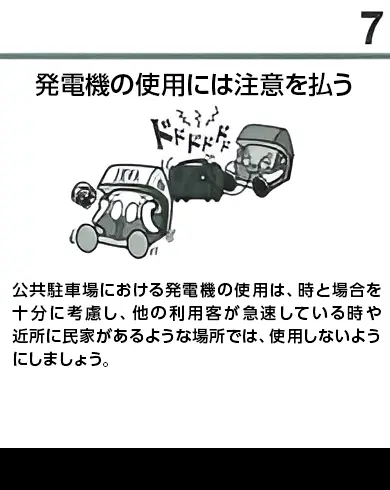 7
発電機の使用には注意を払う
ドドドドド
公共駐車場における発電機の使用は、時と場合を
十分に考慮し、他の利用客が急速している時や
近所に民家があるような場所では、使用しないよう
にしましょう。